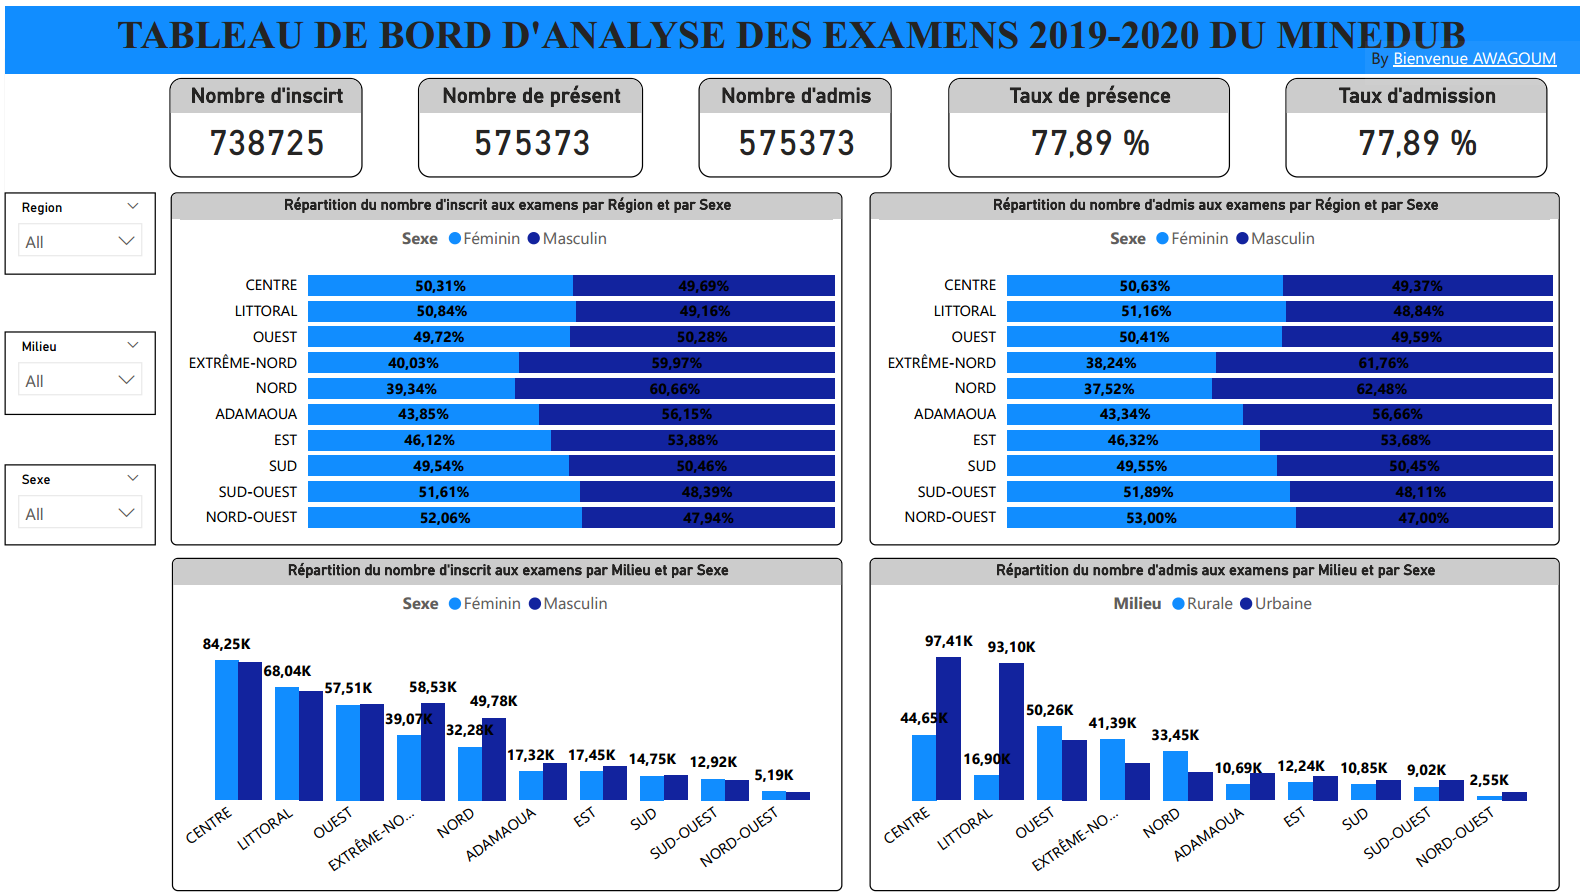 TABLEAU DE BORD D'ANALYSE DES EXAMENS 2019-2020 DU MINEDUB
By Bienvenue AWAGOUM
Nombre d'inscirt
738725
Nombre de présent
575373
Nombre d'admis
575373
Taux de présence
77,89 %
Taux d'admission
77,89 %
Region
All
Milieu
All
Sexe
All
Répartition du nombre d'inscrit aux examens par Région et par Sexe
Sexe Féminin Masculin
CENTRE 50,31% 49,69%
LITTORAL 50,84% 49,16%
OUEST 49,72% 50,28%
EXTRÊME-NORD 40,03% 59,97%
NORD 39,34% 60,66%
ADAMAOUA 43,85% 56,15%
EST 46,12% 53,88%
SUD 49,54% 50,46%
SUD-OUEST 51,61% 48,39%
NORD-OUEST 52,06% 47,94%
Répartition du nombre d'admis aux examens par Région et par Sexe
Sexe Féminin Masculin
CENTRE 50,63% 49,37%
LITTORAL 51,16% 48,84%
OUEST 50,41% 49,59%
EXTRÊME-NORD 38,24% 61,76%
NORD 37,52% 62,48%
ADAMAOUA 43,34% 56,66%
EST 46,32% 53,68%
SUD 49,55% 50,45%
SUD-OUEST 51,89% 48,11%
NORD-OUEST 53,00% 47,00%
Répartition du nombre d'inscrit aux examens par Milieu et par Sexe
Sexe Féminin Masculin
84,25K
68,04K
57,51K
39,07K
58,53K
32,28K
49,78K
17,32K
17,45K
14,75K
12,92K
5,19K
CENTRE
LITTORAL
OUEST
EXTRÊME-NO...
NORD
ADAMAOUA
EST
SUD
SUD-OUEST
NORD-OUEST
Répartition du nombre d'admis aux examens par Milieu et par Sexe
Milieu Rurale Urbaine
44,65K
97,41K
16,90K
93,10K
50,26K
41,39K
33,45K
10,69K
12,24K
10,85K
9,02K
2,55K
CENTRE
LITTORAL
OUEST
EXTRÊME-NO...
NORD
ADAMAOUA
EST
SUD
SUD-OUEST
NORD-OUEST